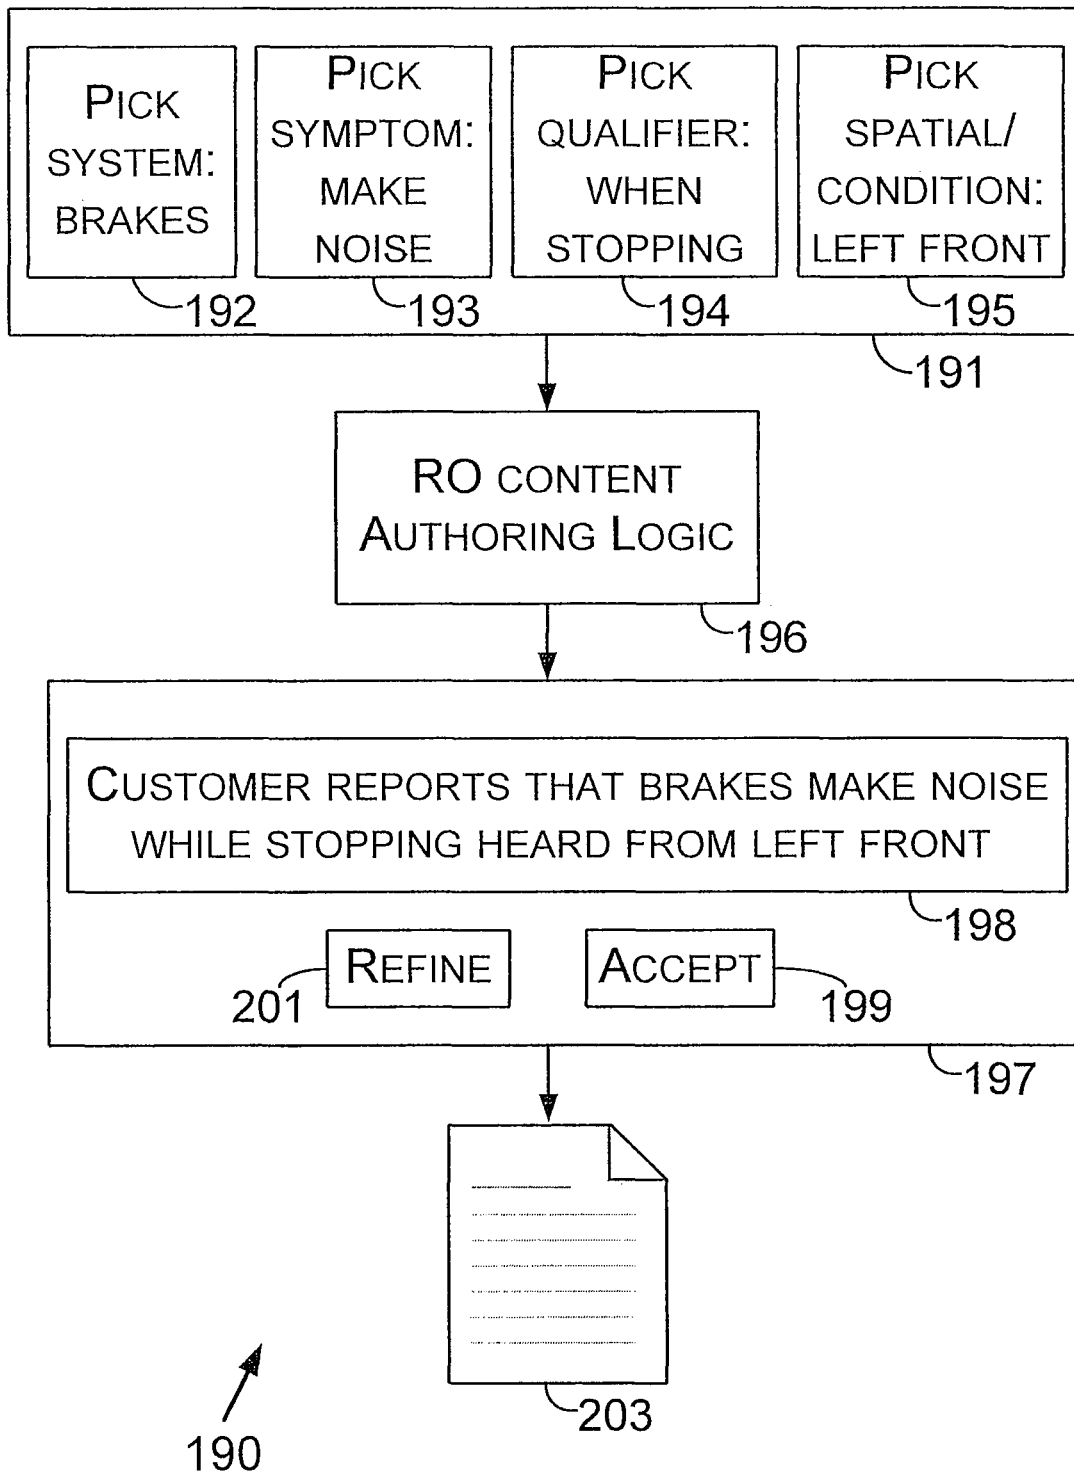 PICK
SYSTEM:
BRAKES
192
PICK
SYMPTOM:
MAKE
NOISE
193
PICK
QUALIFIER:
WHEN
STOPPING
194
PICK
SPATIAL/
CONDITION:
LEFT FRONT
195
191
RO CONTENT
AUTHORING LOGIC
196
CUSTOMER REPORTS THAT BRAKES MAKE NOISE
WHILE STOPPING HEARD FROM LEFT FRONT
198
REFINE
201
ACCEPT
199
197
203
190